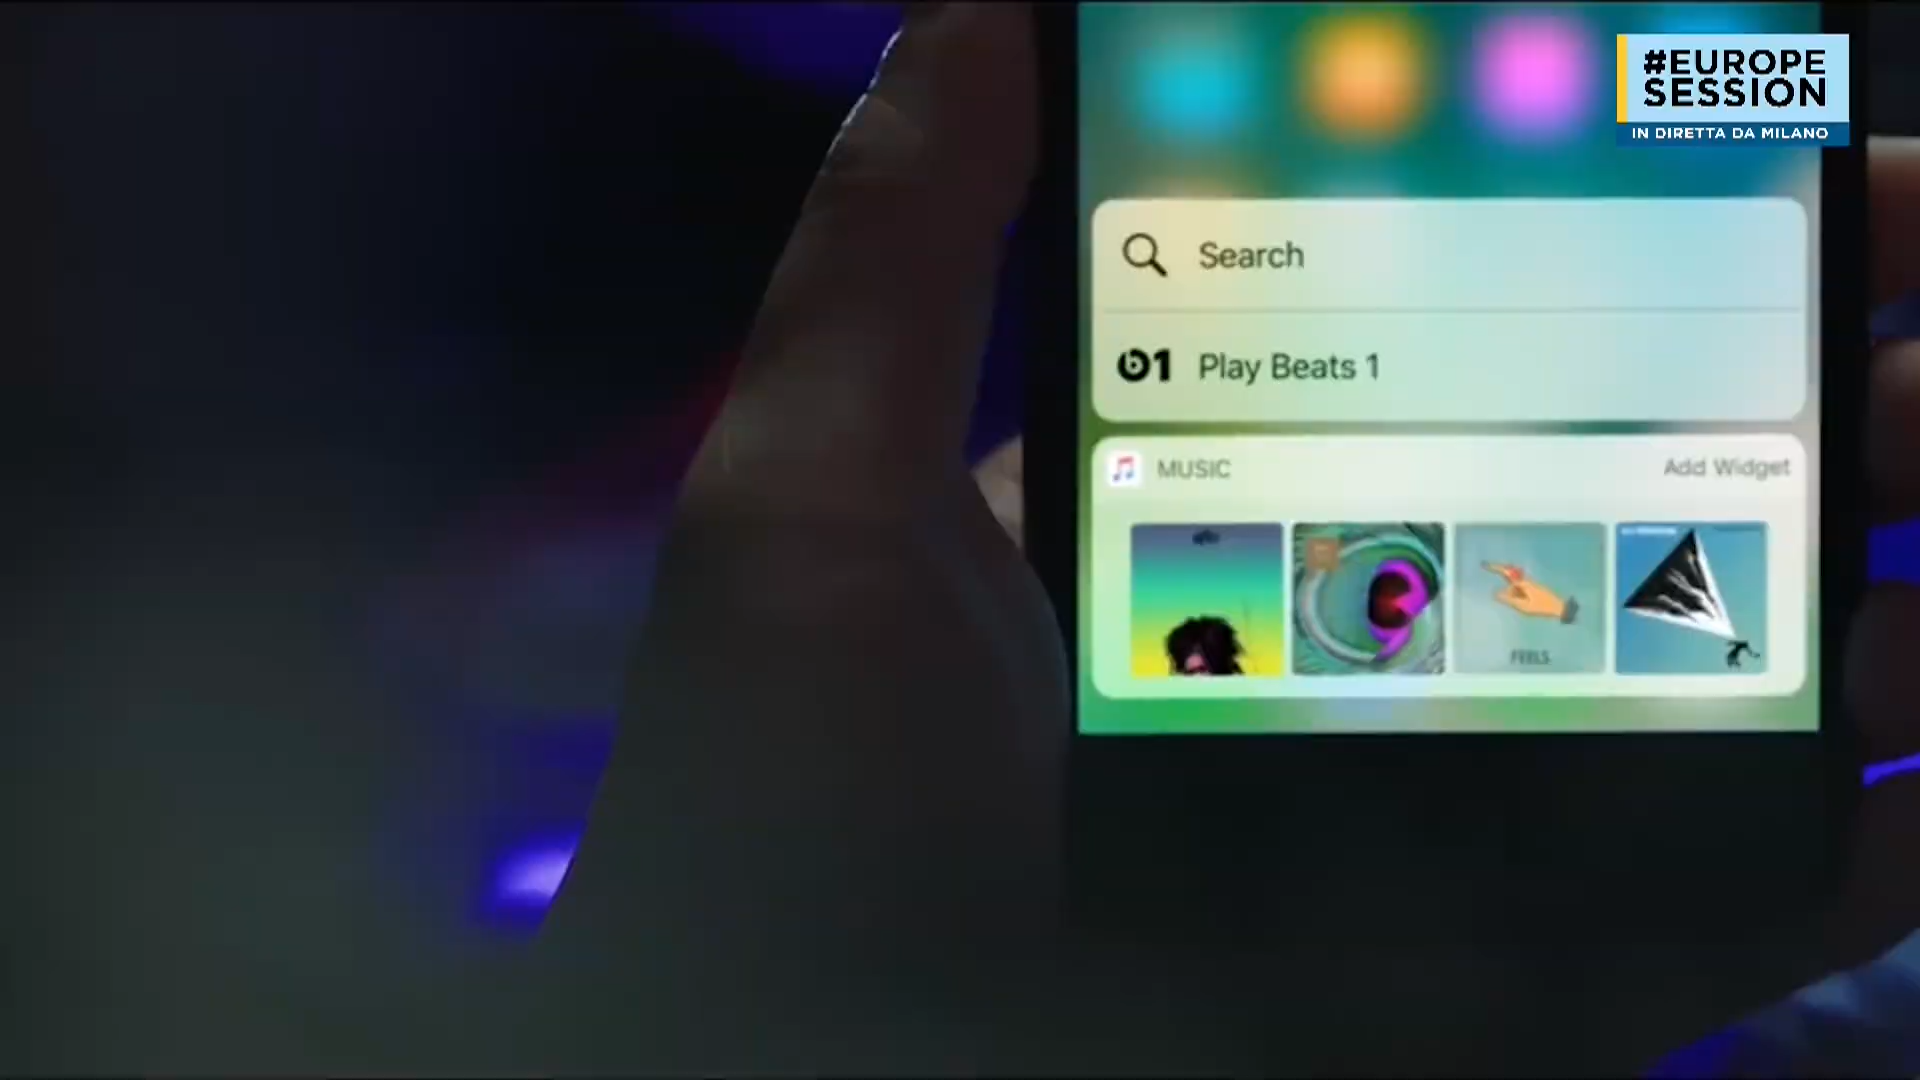 #EUROPE
SESSION
IN DIRETTA DA MILANO
Search
Play Beats 1
MUSIC
Add Widget
FEELS